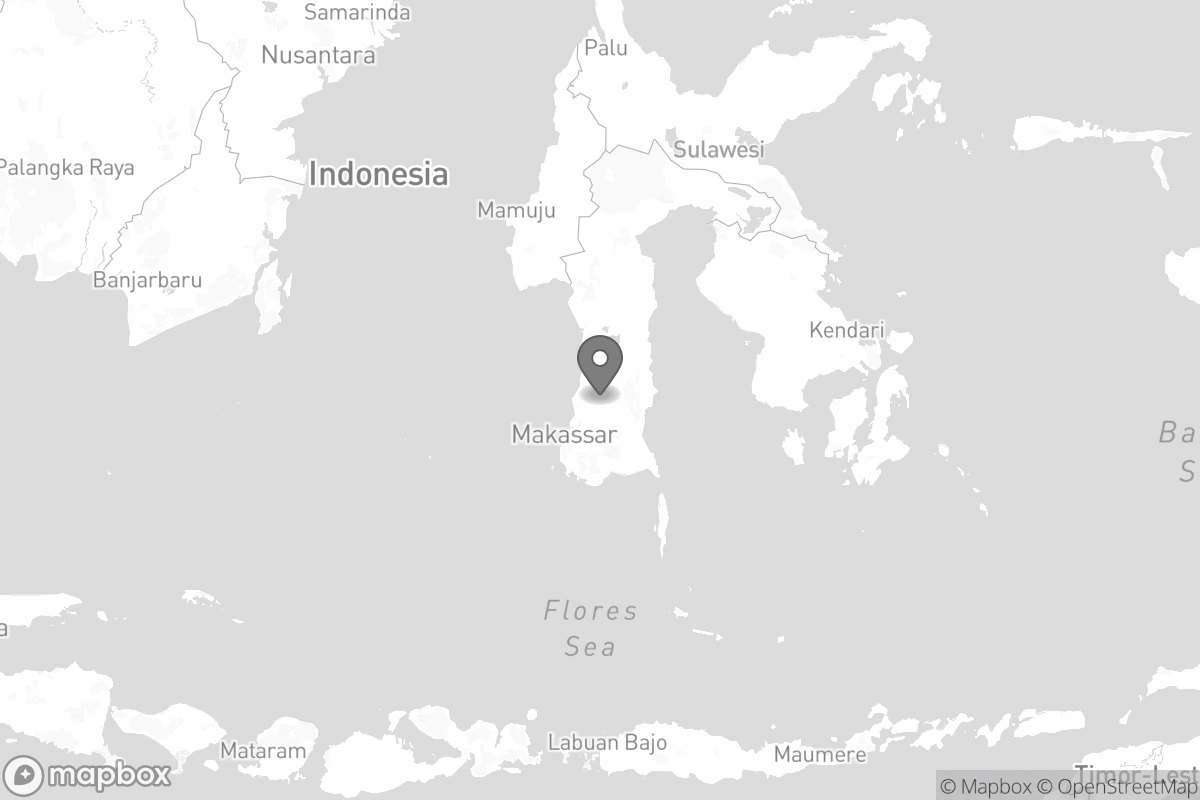 Samarinda
Nusantara
Palu
Sulawesi
Palangka Raya
Indonesia
Mamuju
Banjarbaru
Kendari
Makassar
Ba
S
Flores
Sea
a
Mataram
Labuan Bajo
Maumere
Timor-Lest
mapbox
© Mapbox © OpenStreetMap